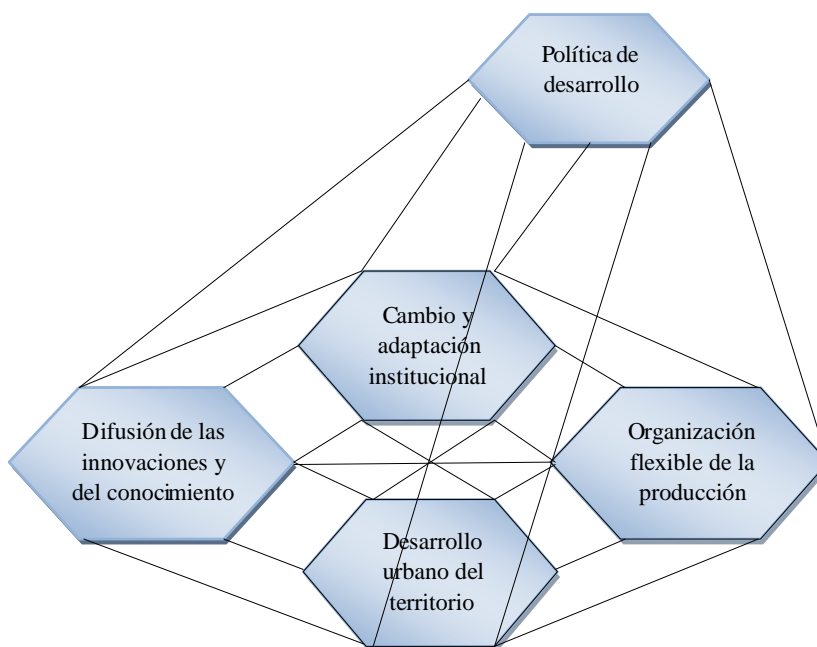 Política de
desarrollo
Cambio y
adaptación
institucional
Difusión de las
innovaciones y
del conocimiento
Organización
flexible de la
producción
Desarrollo
urbano del
territorio